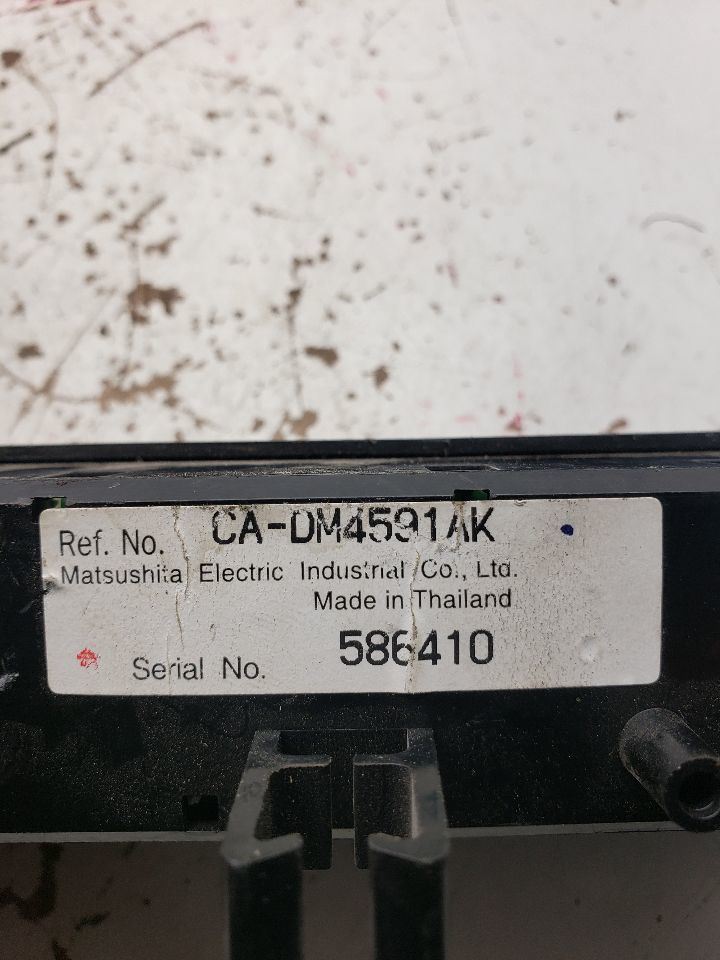 Ref. No. CA-DM4591AK
Matsushita Electric Industrial Co., Ltd.
Made in Thailand
Serial No. 586410